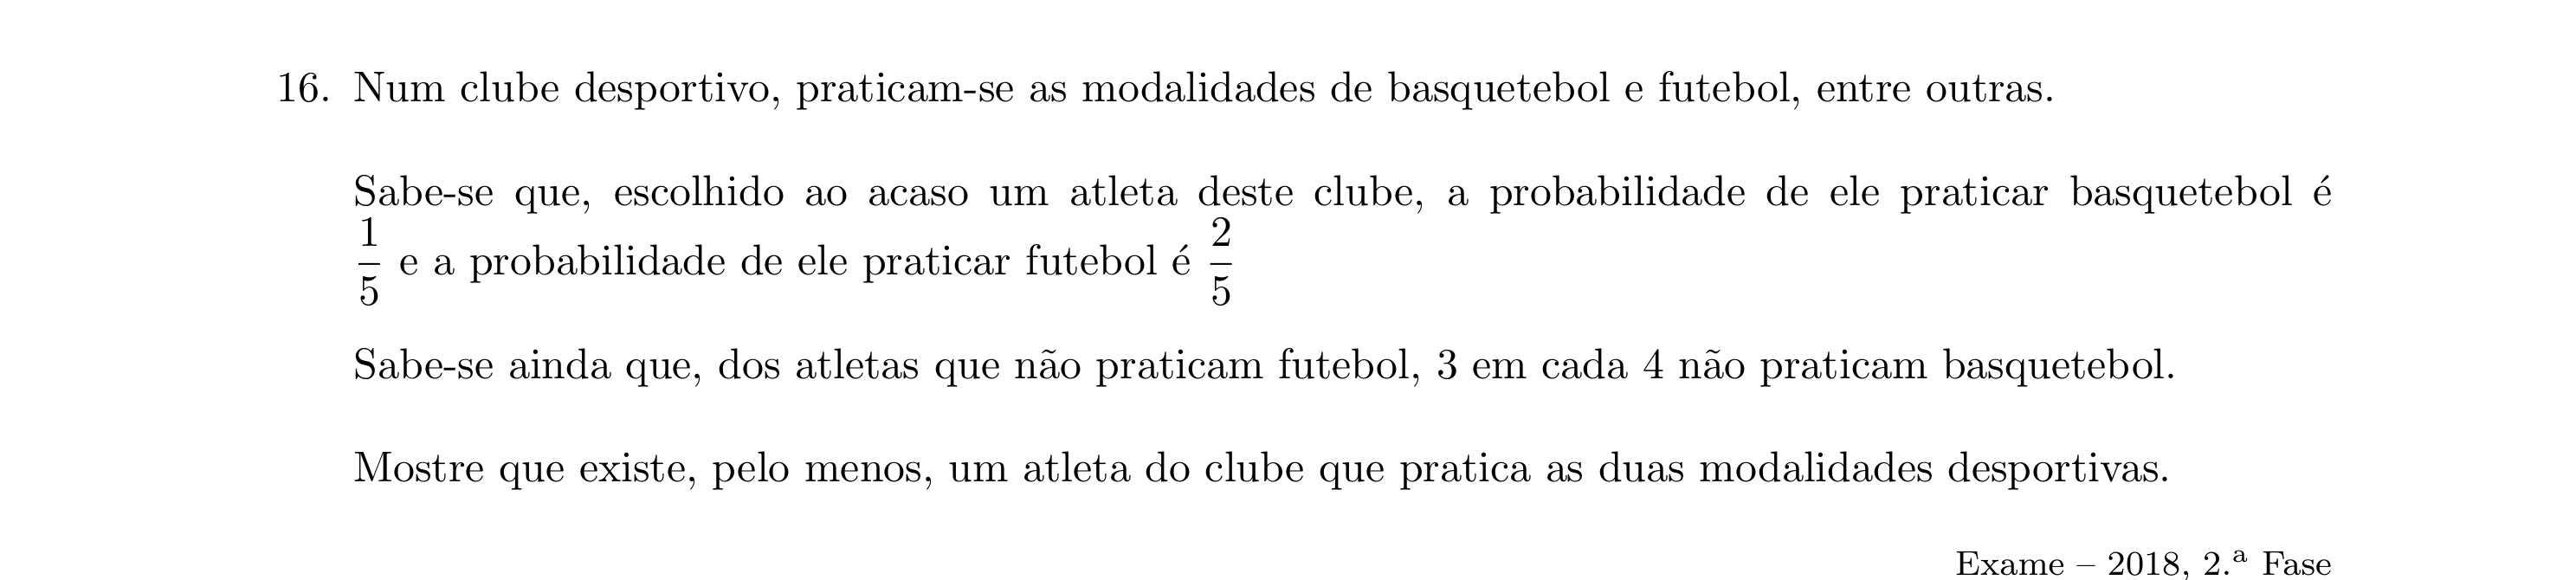 16. Num clube desportivo, praticam-se as modalidades de basquetebol e futebol, entre outras.
Sabe-se que, escolhido ao acaso um atleta deste clube, a probabilidade de ele praticar basquetebol é
1/5 e a probabilidade de ele praticar futebol é 2/5
Sabe-se ainda que, dos atletas que não praticam futebol, 3 em cada 4 não praticam basquetebol.
Mostre que existe, pelo menos, um atleta do clube que pratica as duas modalidades desportivas.
Exame – 2018, 2.ª Fase